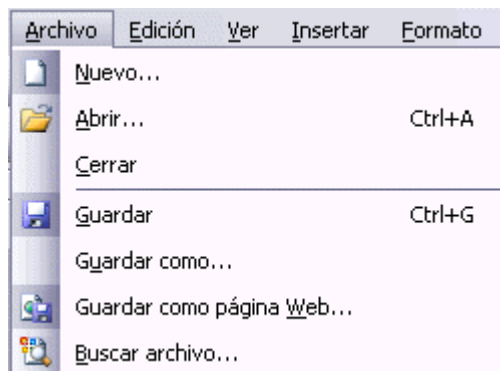 Archivo Edición Ver Insertar Formato
Nuevo...
Abrir... Ctrl+A
Cerrar
Guardar Ctrl+G
Guardar como...
Guardar como página Web...
Buscar archivo...